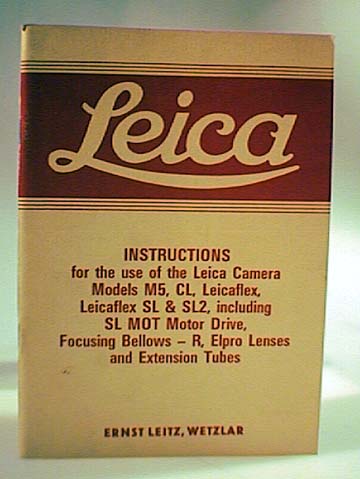 Leica
INSTRUCTIONS
for the use of the Leica Camera
Models M5, CL, Leicaflex,
Leicaflex SL & SL2, including
SL MOT Motor Drive,
Focusing Bellows – R, Elpro Lenses
and Extension Tubes
ERNST LEITZ, WETZLAR